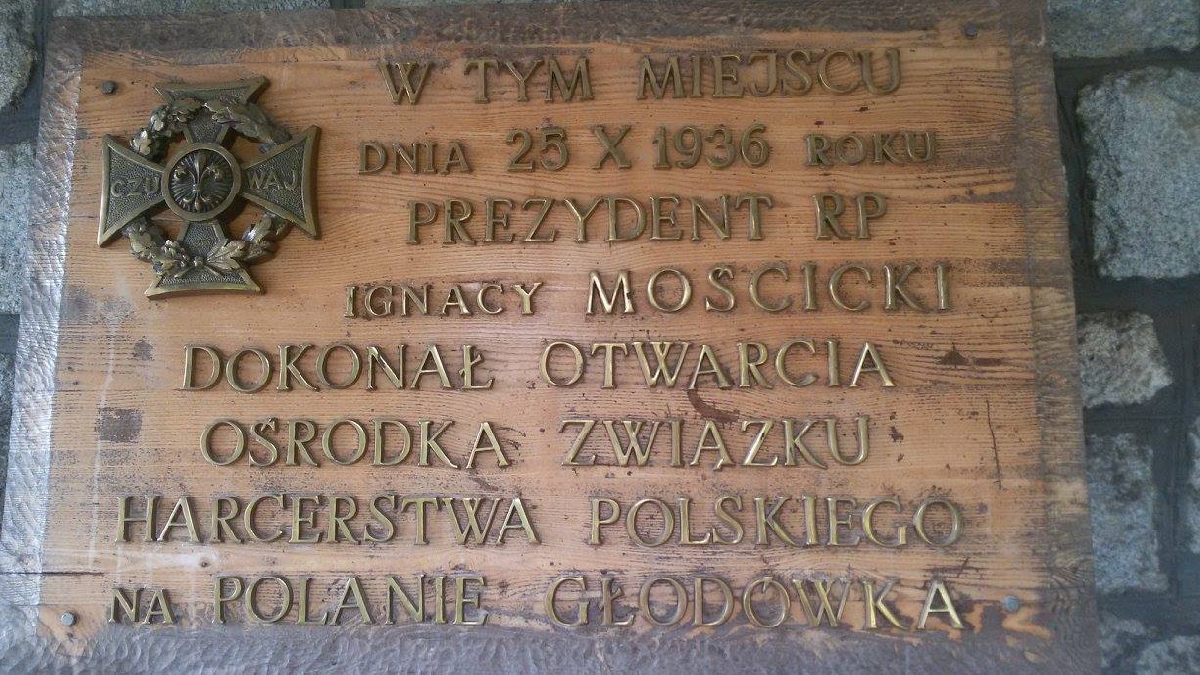 CZUWAJ
W TYM MIEJSCU
DNIA 25 X 1936 ROKU
PREZYDENT RP
IGNACY MOŚCICKI
DOKONAŁ OTWARCIA
OŚRODKA ZWIĄZKU
HARCERSTWA POLSKIEGO
NA POLANIE GŁODÓWKA